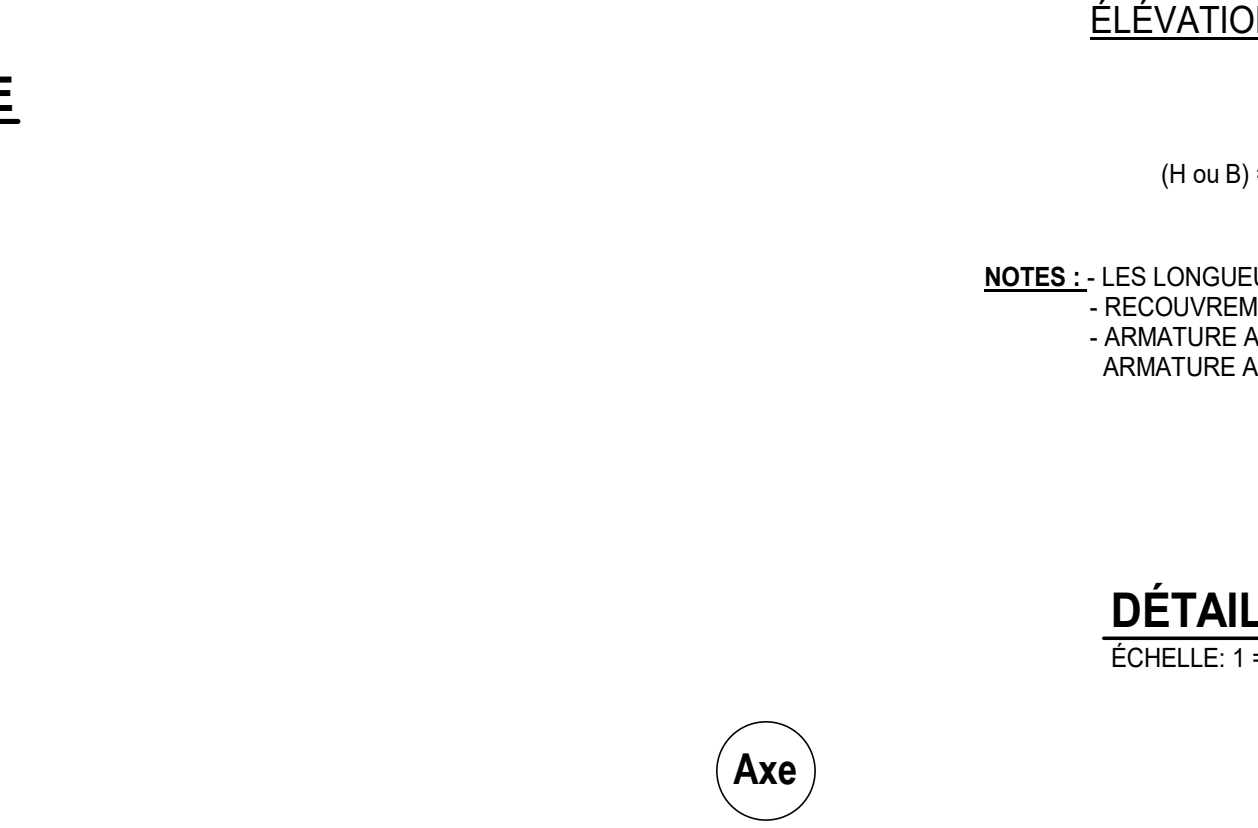 ÉLÉVATIO
E
(H ou B) =
NOTES : - LES LONGUEU
- RECOUVREM
- ARMATURE A
ARMATURE A
DÉTAIL
ÉCHELLE: 1 =
Axe